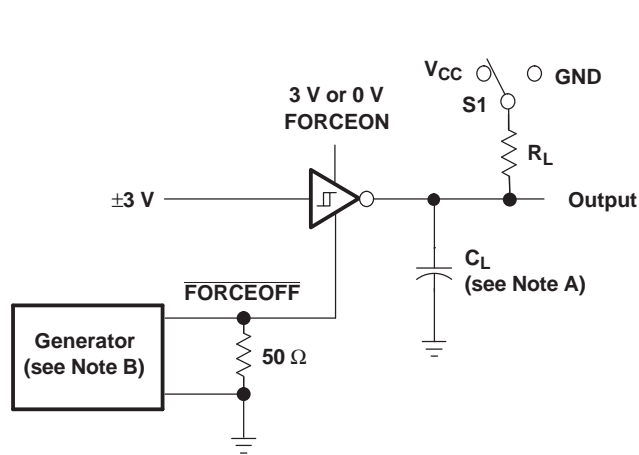 VCC
GND
S1
3 V or 0 V
FORCEON
RL
±3 V
Output
CL
(see Note A)
FORCEOFF
Generator
(see Note B)
50 Ω